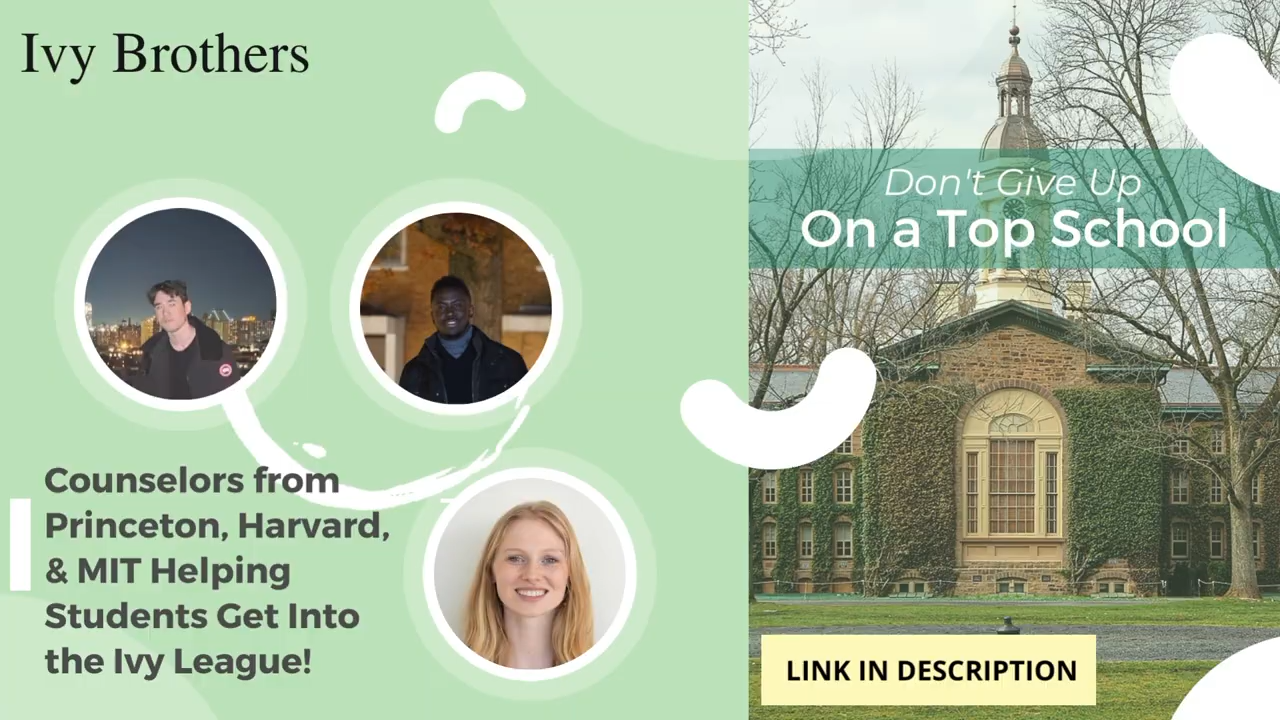 Ivy Brothers
Don't Give Up
On a Top School
Counselors from
Princeton, Harvard,
& MIT Helping
Students Get Into
the Ivy League!
LINK IN DESCRIPTION